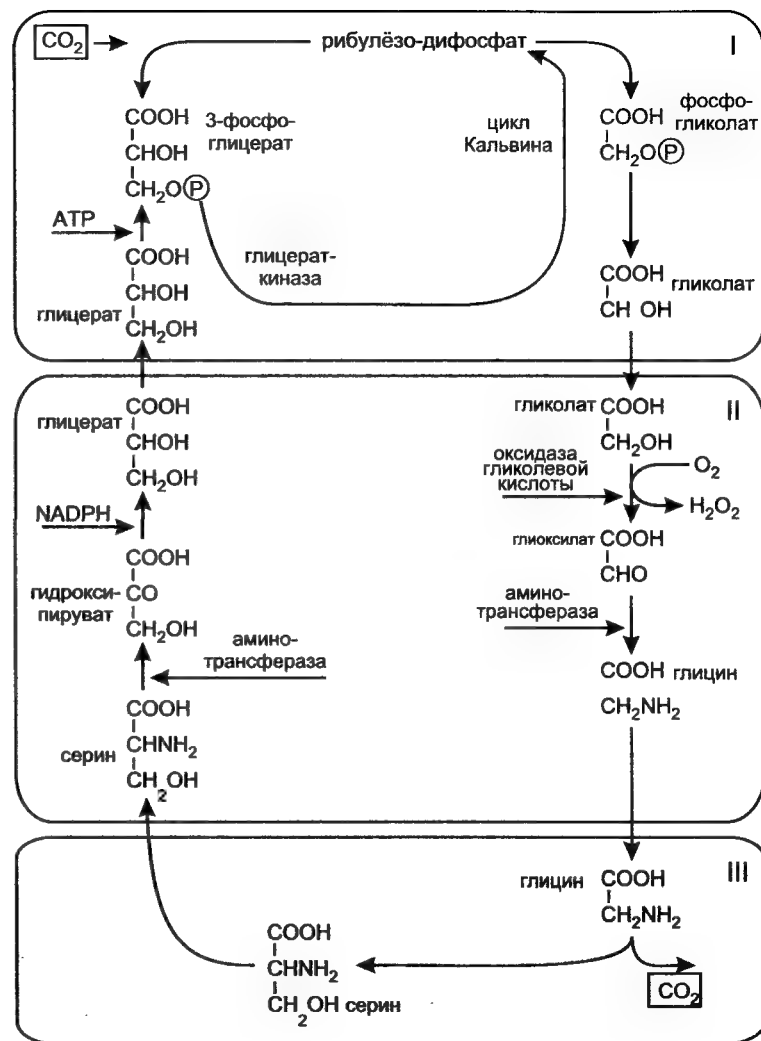 CO2
рибулёзо-дифосфат
I
COOH
CHOH
CH2O P
3-фосфо-
глицерат
цикл
Кальвина
фосфо-
гликолат
COOH
CH2O P
ATP
глицерат-
киназа
COOH
CHOH
CH2OH
глицерат
COOH
CH OH
гликолат
II
глицерат
COOH
CHOH
CH2OH
гликолат
COOH
CH2OH
оксидаза
гликолевой
кислоты
O2
H2O2
NADPH
глиоксилат
COOH
CHO
гидрокси-
пируват
COOH
CO
CH2OH
амино-
трансфераза
амино-
трансфераза
COOH
глицин
CH2NH2
серин
COOH
CHNH2
CH2OH
III
глицин
COOH
CH2NH2
CO2
COOH
CHNH2
CH2OH серин